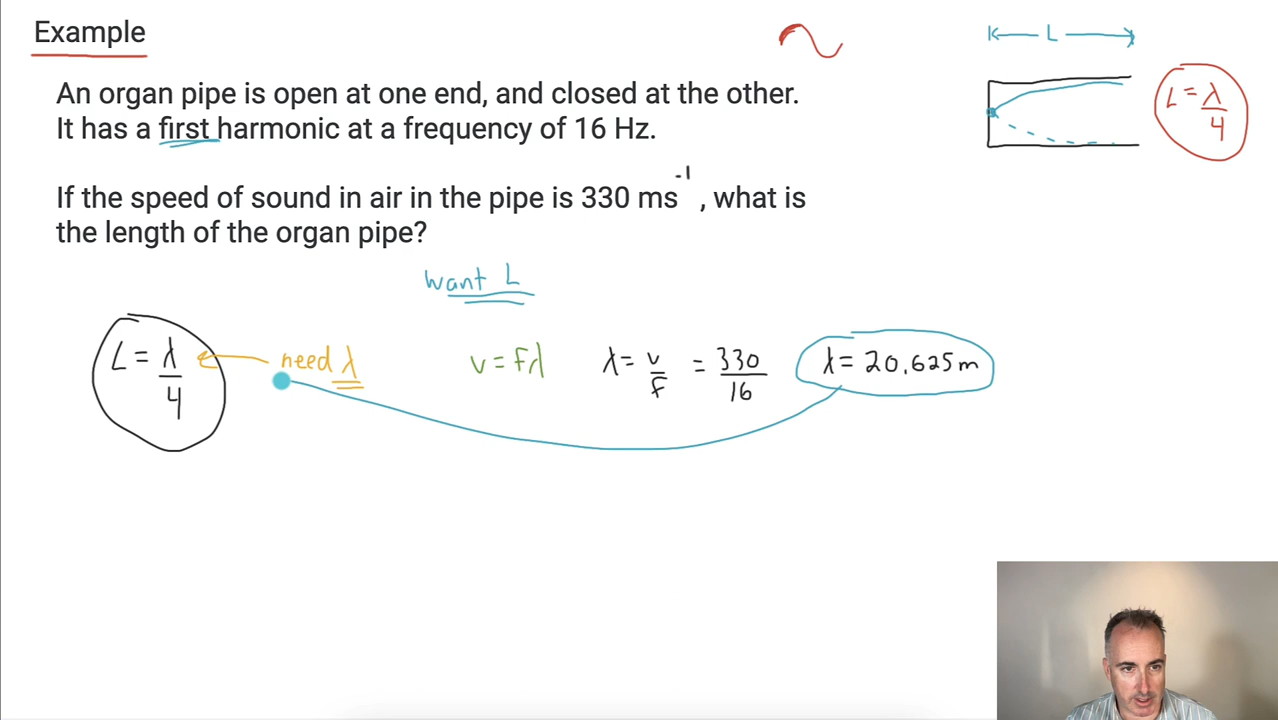 Example
L
An organ pipe is open at one end, and closed at the other.
It has a first harmonic at a frequency of 16 Hz.
L = λ/4
If the speed of sound in air in the pipe is 330 ms⁻¹, what is
the length of the organ pipe?
want L
L = λ/4 need λ v = fλ λ = v/f = 330/16 λ = 20.625m